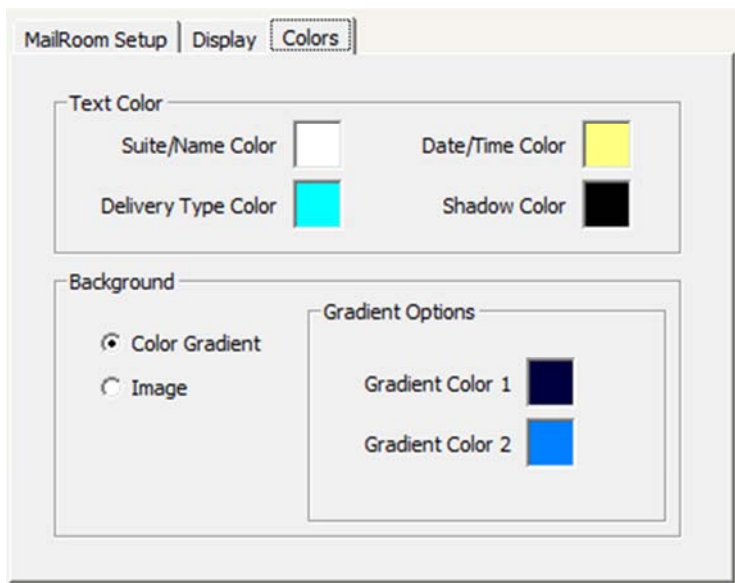 MailRoom Setup Display Colors
Text Color
Suite/Name Color Date/Time Color
Delivery Type Color Shadow Color
Background
Gradient Options
Color Gradient
Image
Gradient Color 1
Gradient Color 2